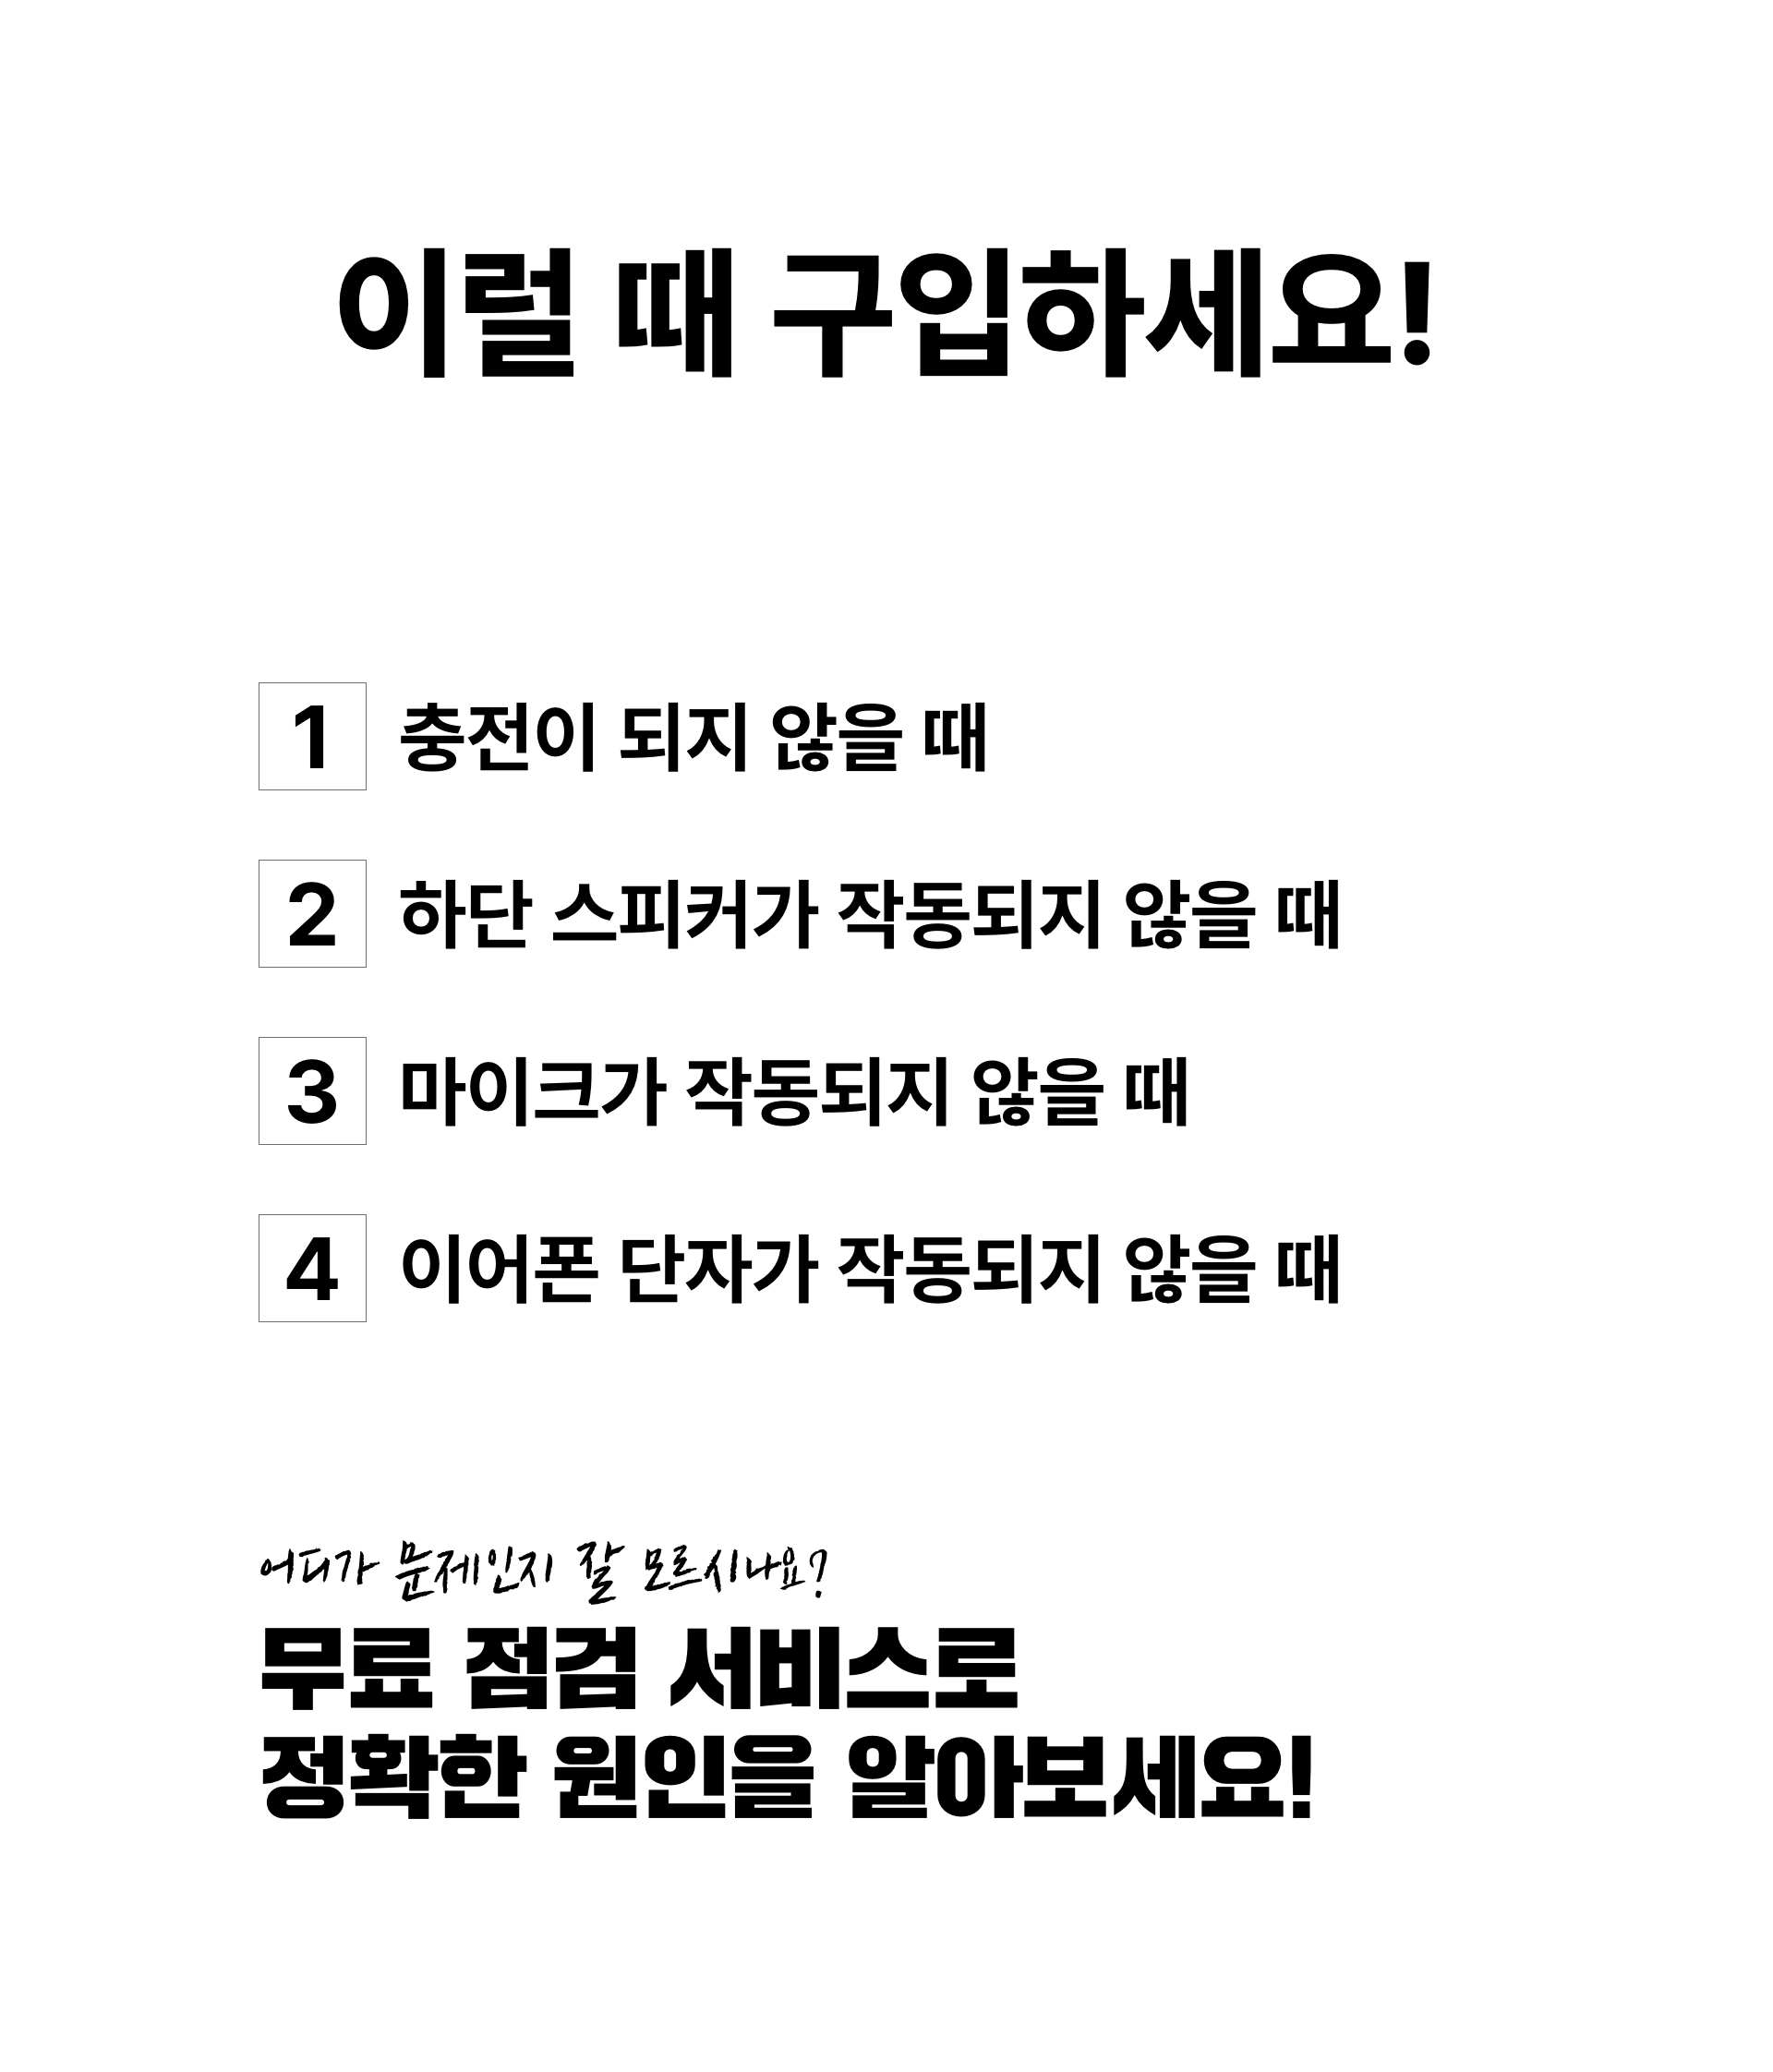 이럴 때 구입하세요!
1 충전이 되지 않을 때
2 하단 스피커가 작동되지 않을 때
3 마이크가 작동되지 않을 때
4 이어폰 단자가 작동되지 않을 때
어디가 문제인지 잘 모르시나요?
무료 점검 서비스로
정확한 원인을 알아보세요!